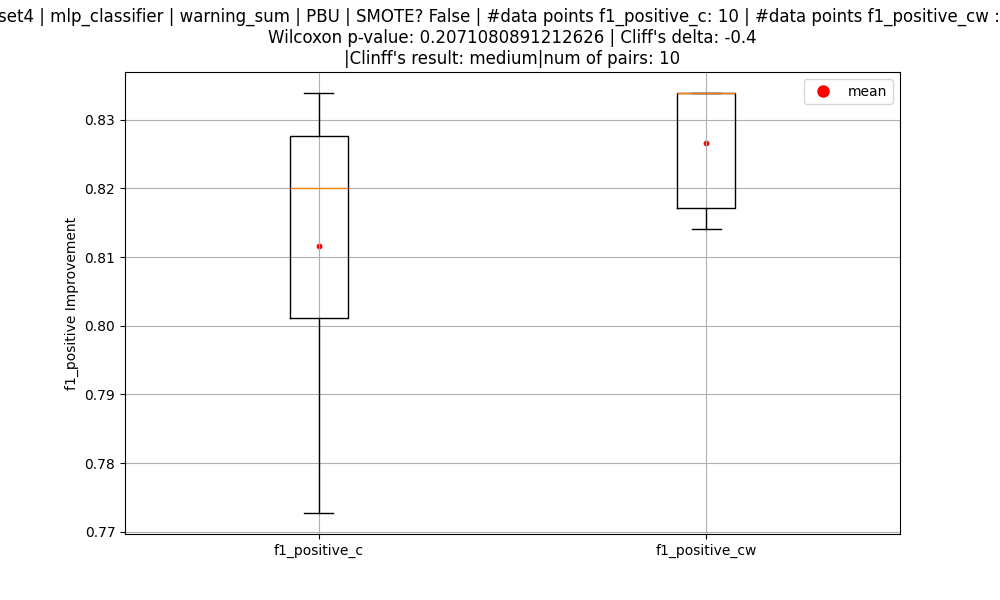 set4 | mlp_classifier | warning_sum | PBU | SMOTE? False | #data points f1_positive_c: 10 | #data points f1_positive_cw :
Wilcoxon p-value: 0.2071080891212626 | Cliff's delta: -0.4
|Clinff's result: medium|num of pairs: 10
mean
0.83
0.82
0.81
0.80
0.79
0.78
0.77
f1_positive Improvement
f1_positive_c
f1_positive_cw